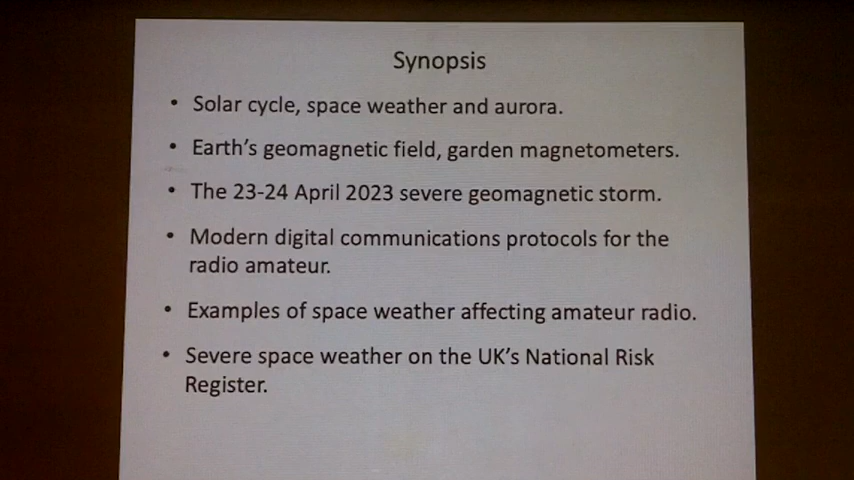 Synopsis
• Solar cycle, space weather and aurora.
• Earth's geomagnetic field, garden magnetometers.
• The 23-24 April 2023 severe geomagnetic storm.
• Modern digital communications protocols for the
radio amateur.
• Examples of space weather affecting amateur radio.
• Severe space weather on the UK's National Risk
Register.